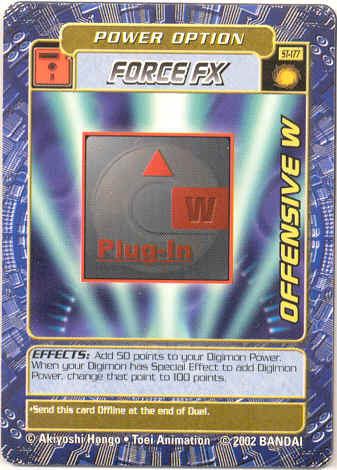 POWER OPTION
FORCE FX
ST-177
OFFENSIVE W
W
Plug-In
EFFECTS: Add 50 points to your Digimon Power.
When your Digimon has Special Effect to add Digimon
Power, change that point to 100 points.
•Send this card Offline at the end of Duel.
© Akiyoshi Hongo • Toei Animation © 2002 BANDAI